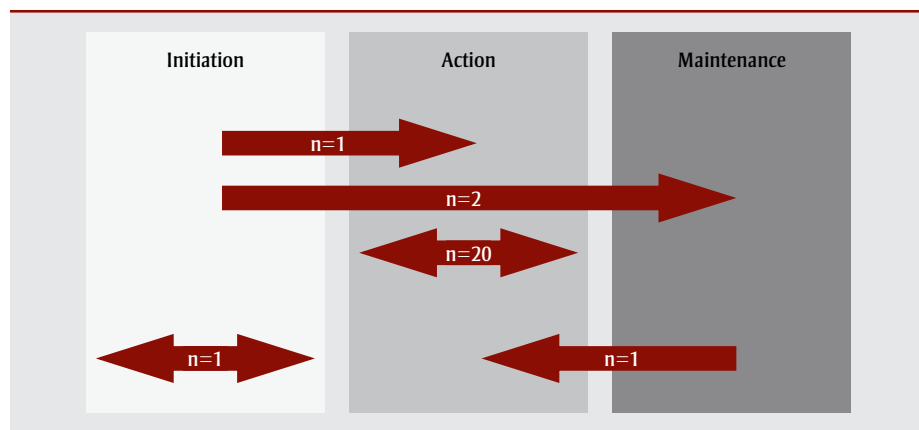 Initiation Action Maintenance
n=1
n=2
n=20
n=1 n=1